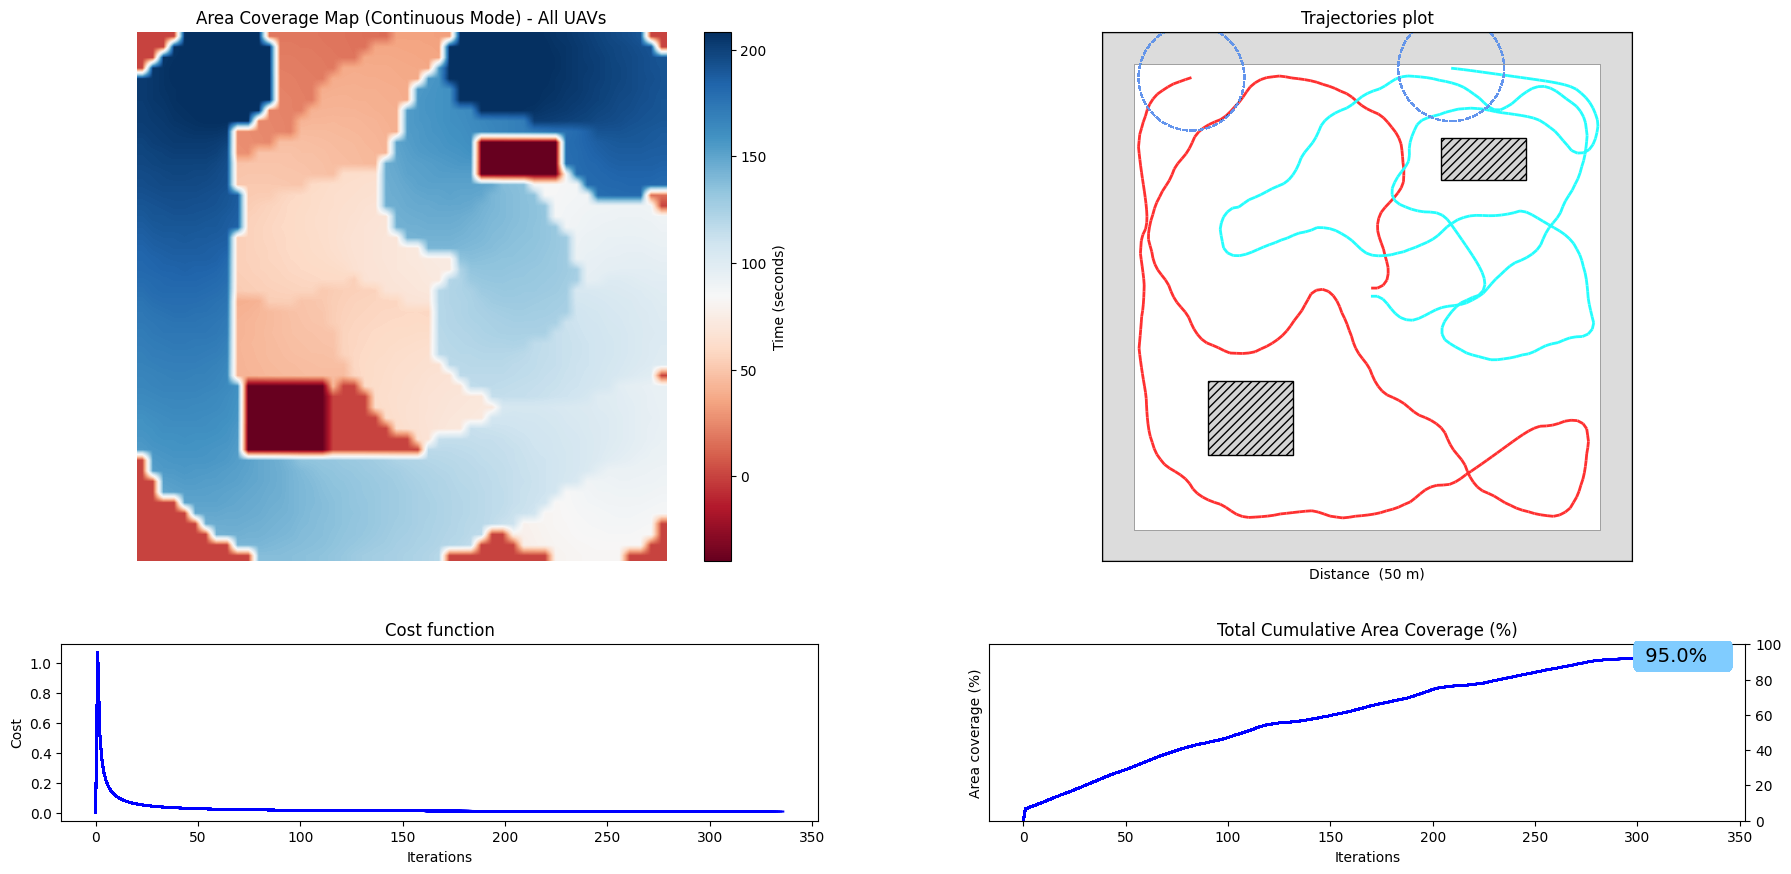 Area Coverage Map (Continuous Mode) - All UAVs
200
150
100
50
0
Time (seconds)
Trajectories plot
Distance  (50 m)
Cost function
1.0
0.8
0.6
0.4
0.2
0.0
Cost
0 50 100 150 200 250 300 350
Iterations
Total Cumulative Area Coverage (%)
95.0%
100
80
60
40
20
0
Area coverage (%)
0 50 100 150 200 250 300 350
Iterations